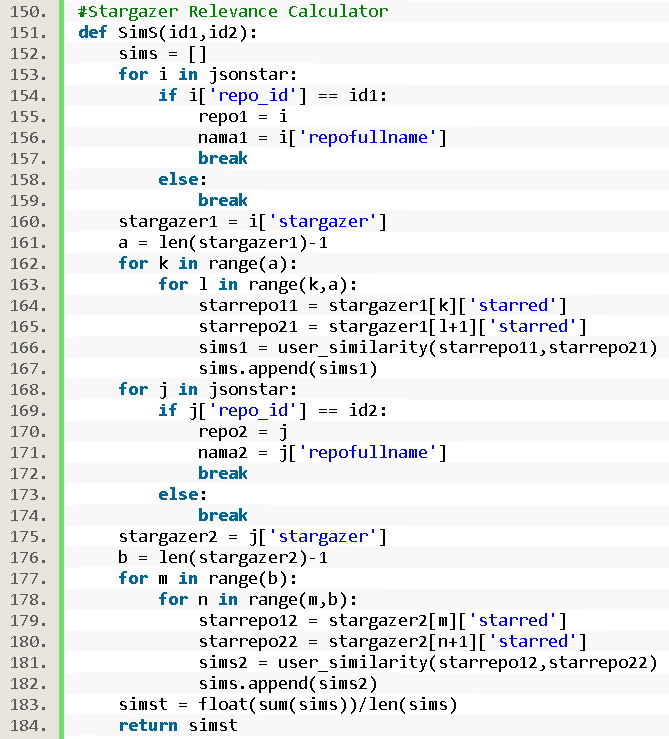 150. #Stargazer Relevance Calculator
151. def SimS(id1,id2):
152.     sims = []
153.     for i in jsonstar:
154.         if i['repo_id'] == id1:
155.             repo1 = i
156.             nama1 = i['repofullname']
157.             break
158.         else:
159.             break
160.     stargazer1 = i['stargazer']
161.     a = len(stargazer1)-1
162.     for k in range(a):
163.         for l in range(k,a):
164.             starrepo11 = stargazer1[k]['starred']
165.             starrepo21 = stargazer1[l+1]['starred']
166.             sims1 = user_similarity(starrepo11,starrepo21)
167.             sims.append(sims1)
168.     for j in jsonstar:
169.         if j['repo_id'] == id2:
170.             repo2 = j
171.             nama2 = j['repofullname']
172.             break
173.         else:
174.             break
175.     stargazer2 = j['stargazer']
176.     b = len(stargazer2)-1
177.     for m in range(b):
178.         for n in range(m,b):
179.             starrepo12 = stargazer2[m]['starred']
180.             starrepo22 = stargazer2[n+1]['starred']
181.             sims2 = user_similarity(starrepo12,starrepo22)
182.             sims.append(sims2)
183.     simst = float(sum(sims))/len(sims)
184.     return simst